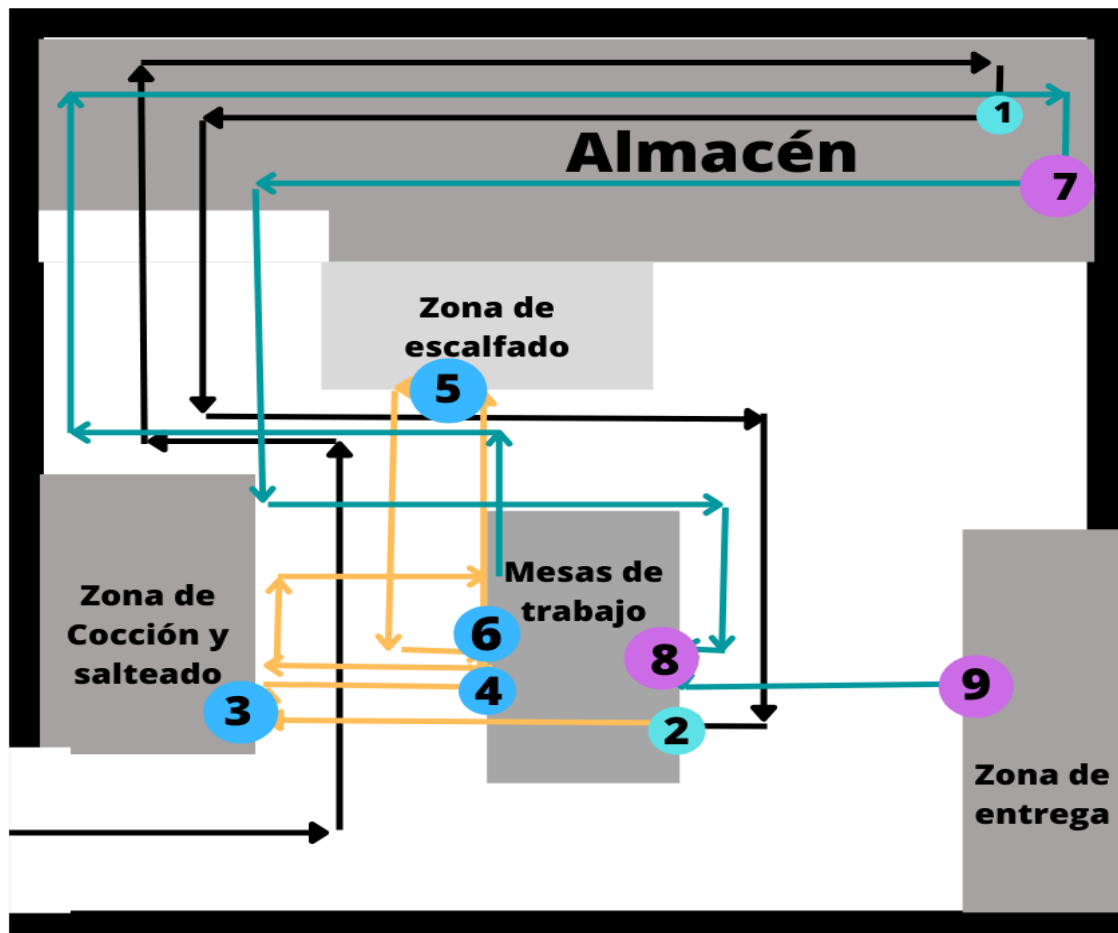 1
Almacén
7
Zona de
escalfado
5
Mesas de
trabajo
Zona de
Cocción y
salteado
6
8
4
9
3
2
Zona de
entrega